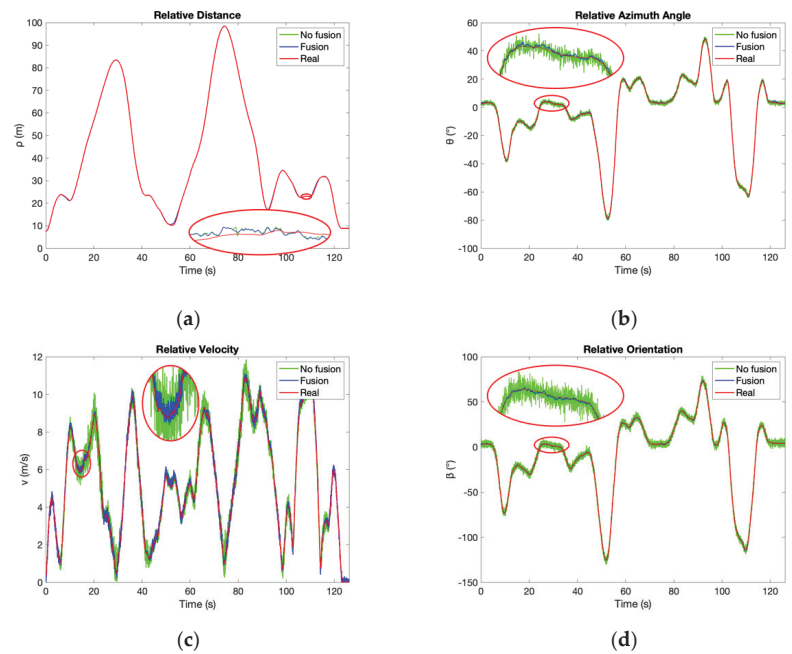 Relative Distance
No fusion
Fusion
Real
ρ (m)
100
90
80
70
60
50
40
30
20
10
0
0 20 40 60 80 100 120
Time (s)
(a)
Relative Azimuth Angle
No fusion
Fusion
Real
θ (°)
60
40
20
0
-20
-40
-60
-80
-100
0 20 40 60 80 100 120
Time (s)
(b)
Relative Velocity
No fusion
Fusion
Real
v (m/s)
12
10
8
6
4
2
0
0 20 40 60 80 100 120
Time (s)
(c)
Relative Orientation
No fusion
Fusion
Real
β (°)
100
50
0
-50
-100
-150
0 20 40 60 80 100 120
Time (s)
(d)